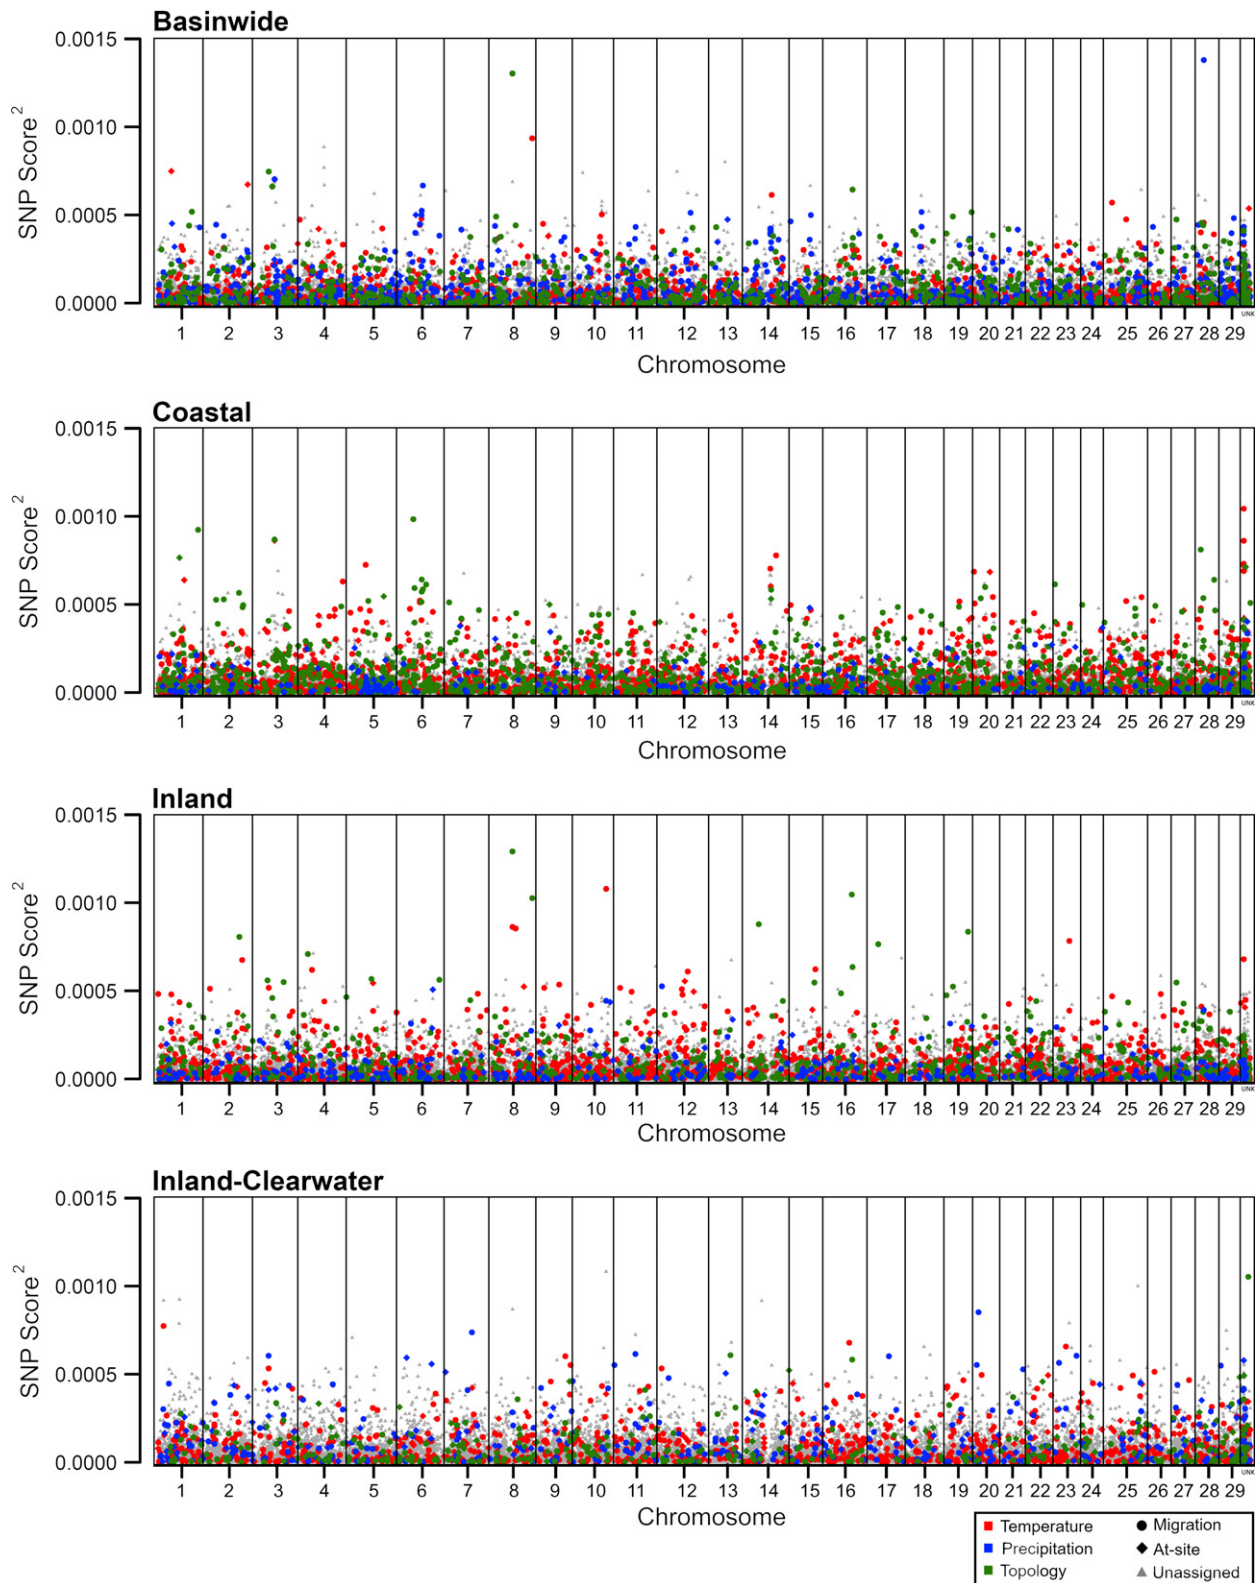 Basinwide
0.0015
0.0010
0.0005
0.0000
SNP Score²
1 2 3 4 5 6 7 8 9 10 11 12 13 14 15 16 17 18 19 20 21 22 23 24 25 26 27 28 29 UNK
Chromosome
Coastal
0.0015
0.0010
0.0005
0.0000
SNP Score²
1 2 3 4 5 6 7 8 9 10 11 12 13 14 15 16 17 18 19 20 21 22 23 24 25 26 27 28 29 UNK
Chromosome
Inland
0.0015
0.0010
0.0005
0.0000
SNP Score²
1 2 3 4 5 6 7 8 9 10 11 12 13 14 15 16 17 18 19 20 21 22 23 24 25 26 27 28 29 UNK
Chromosome
Inland-Clearwater
0.0015
0.0010
0.0005
0.0000
SNP Score²
1 2 3 4 5 6 7 8 9 10 11 12 13 14 15 16 17 18 19 20 21 22 23 24 25 26 27 28 29 UNK
Chromosome
Temperature Migration
Precipitation At-site
Topology Unassigned